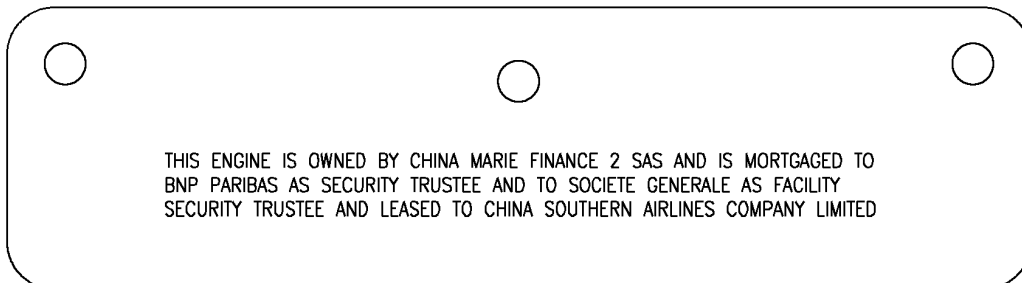 THIS ENGINE IS OWNED BY CHINA MARIE FINANCE 2 SAS AND IS MORTGAGED TO
BNP PARIBAS AS SECURITY TRUSTEE AND TO SOCIETE GENERALE AS FACILITY
SECURITY TRUSTEE AND LEASED TO CHINA SOUTHERN AIRLINES COMPANY LIMITED